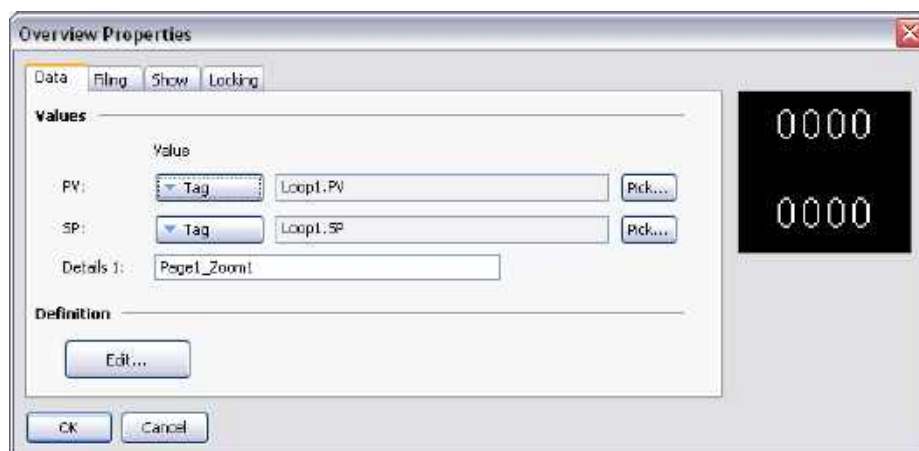 Overview Properties
Data Filing Show Locking
Values
Value
PV: Tag Loop1.PV Pick...
SP: Tag Loop1.SP Pick...
Details 1: Page1_Zoom1
Definition
Edit...
OK Cancel
0000
0000